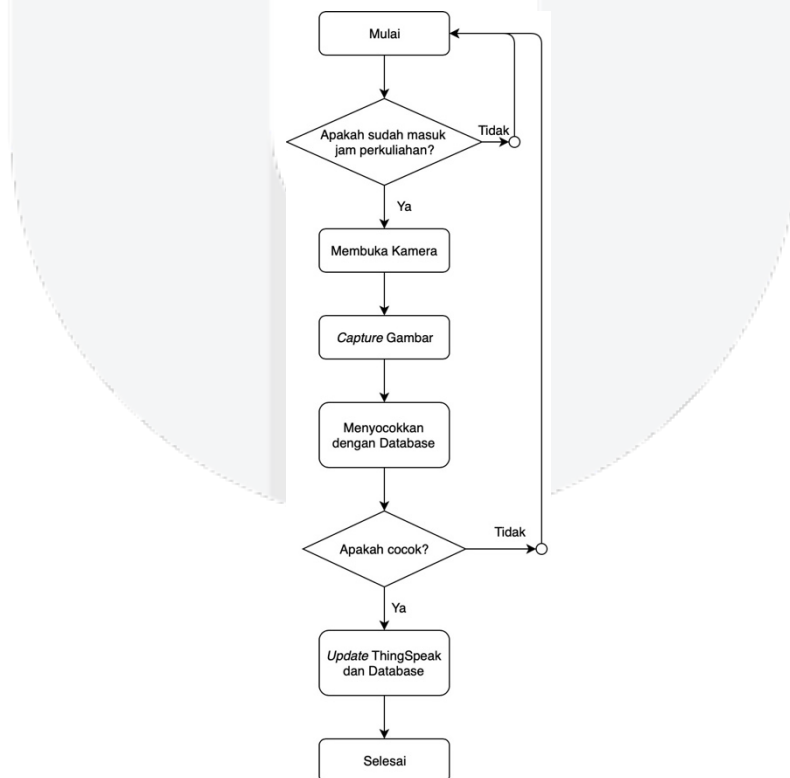 Mulai
Apakah sudah masuk
jam perkuliahan?
Tidak
Ya
Membuka Kamera
Capture Gambar
Menyocokkan
dengan Database
Apakah cocok?
Tidak
Ya
Update ThingSpeak
dan Database
Selesai